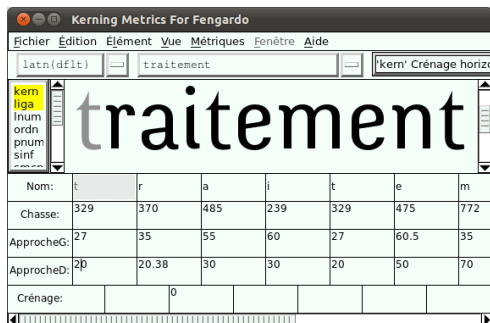 Kerning Metrics For Fengardo
Fichier Édition Élément Vue Métriques Fenêtre Aide
latn{dflt} traitement 'kern' Crénage horizo
kern
liga
lnum
ordn
pnum
sinf
traitement
Nom: t r a i t e m
Chasse: 329 370 485 239 329 475 772
ApprocheG: 27 35 55 60 27 60.5 35
ApprocheD: 20 20.38 30 30 20 50 70
Crénage: 0